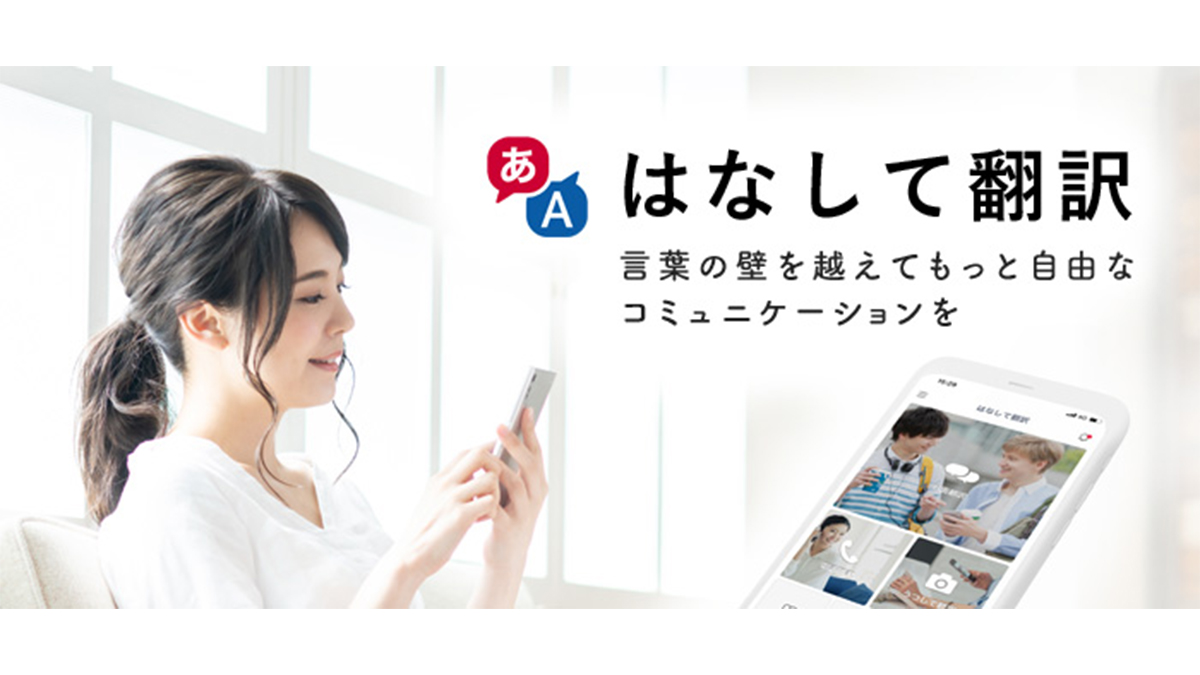 あ
A
はなして翻訳
言葉の壁を越えてもっと自由な
コミュニケーションを
はなして翻訳